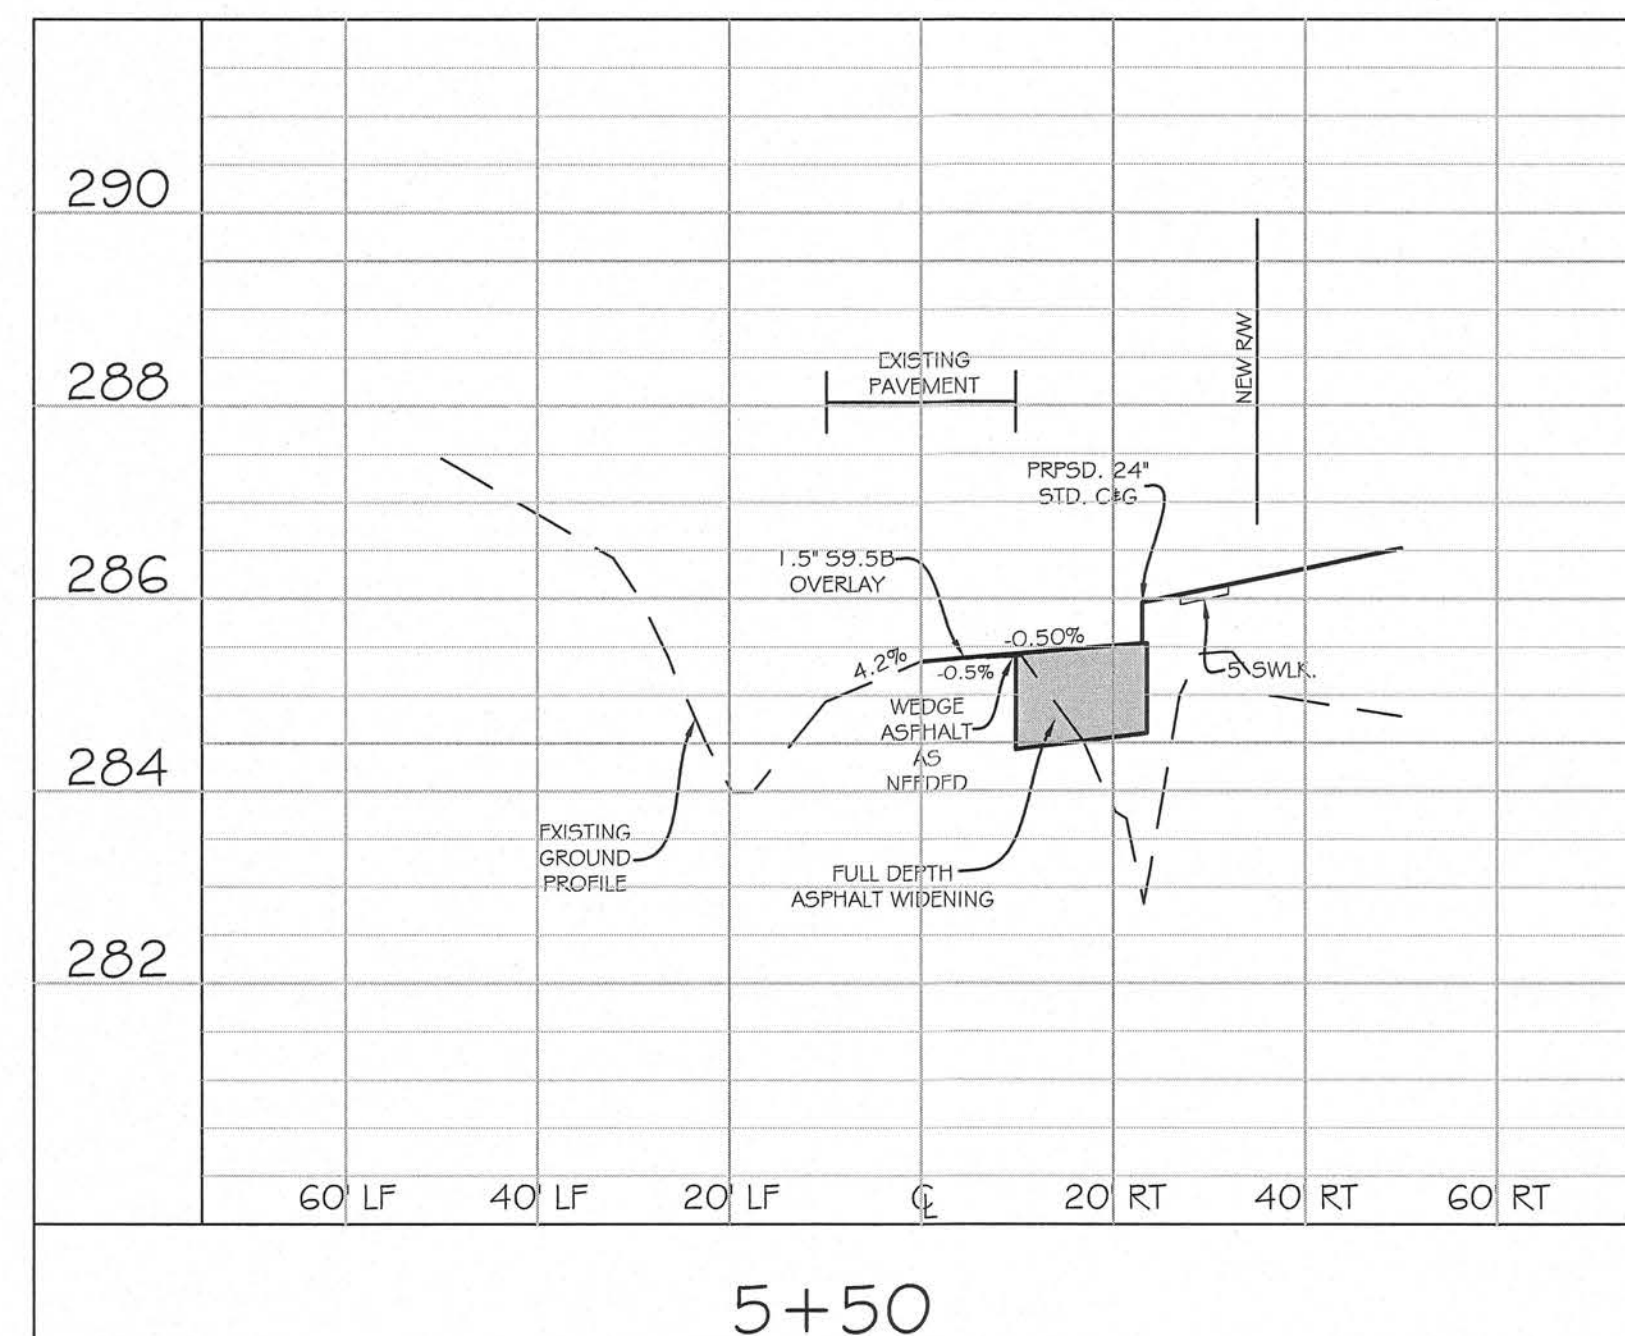 290
288
286
284
282
EXISTING
PAVEMENT
NEW R/W
PRPSD. 24"
STD. C&G
1.5" S9.5B
OVERLAY
4.2%
-0.50%
-0.5%
5' SWLK.
WEDGE
ASPHALT
AS
NEEDED
EXISTING
GROUND
PROFILE
FULL DEPTH
ASPHALT WIDENING
60' LF
40' LF
20' LF
℄
20' RT
40' RT
60' RT
5+50